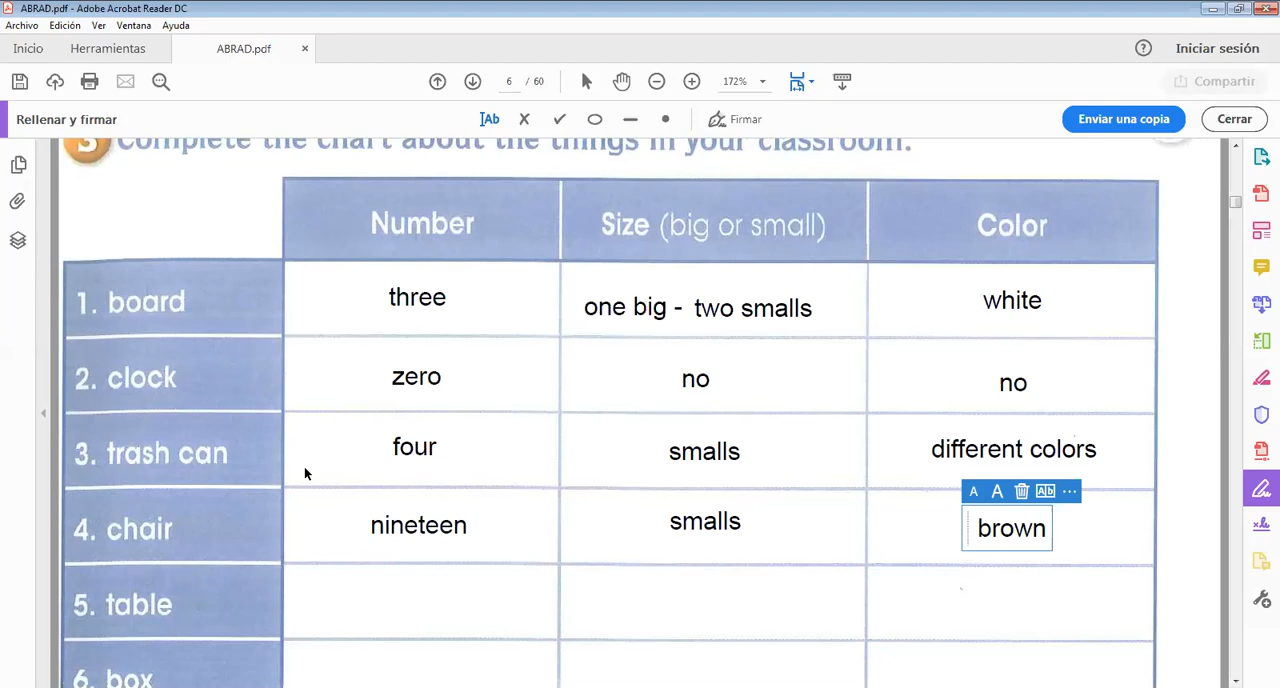 ABRAD.pdf - Adobe Acrobat Reader DC
Archivo Edición Ver Ventana Ayuda
Inicio Herramientas ABRAD.pdf × Iniciar sesión
6 / 60 172% Compartir
Rellenar y firmar Ab Firmar Enviar una copia Cerrar
3 Complete the chart about the things in your classroom.
Number Size (big or small) Color
1. board three one big - two smalls white
2. clock zero no no
3. trash can four smalls different colors
A A Ab ...
4. chair nineteen smalls brown
5. table
6. box